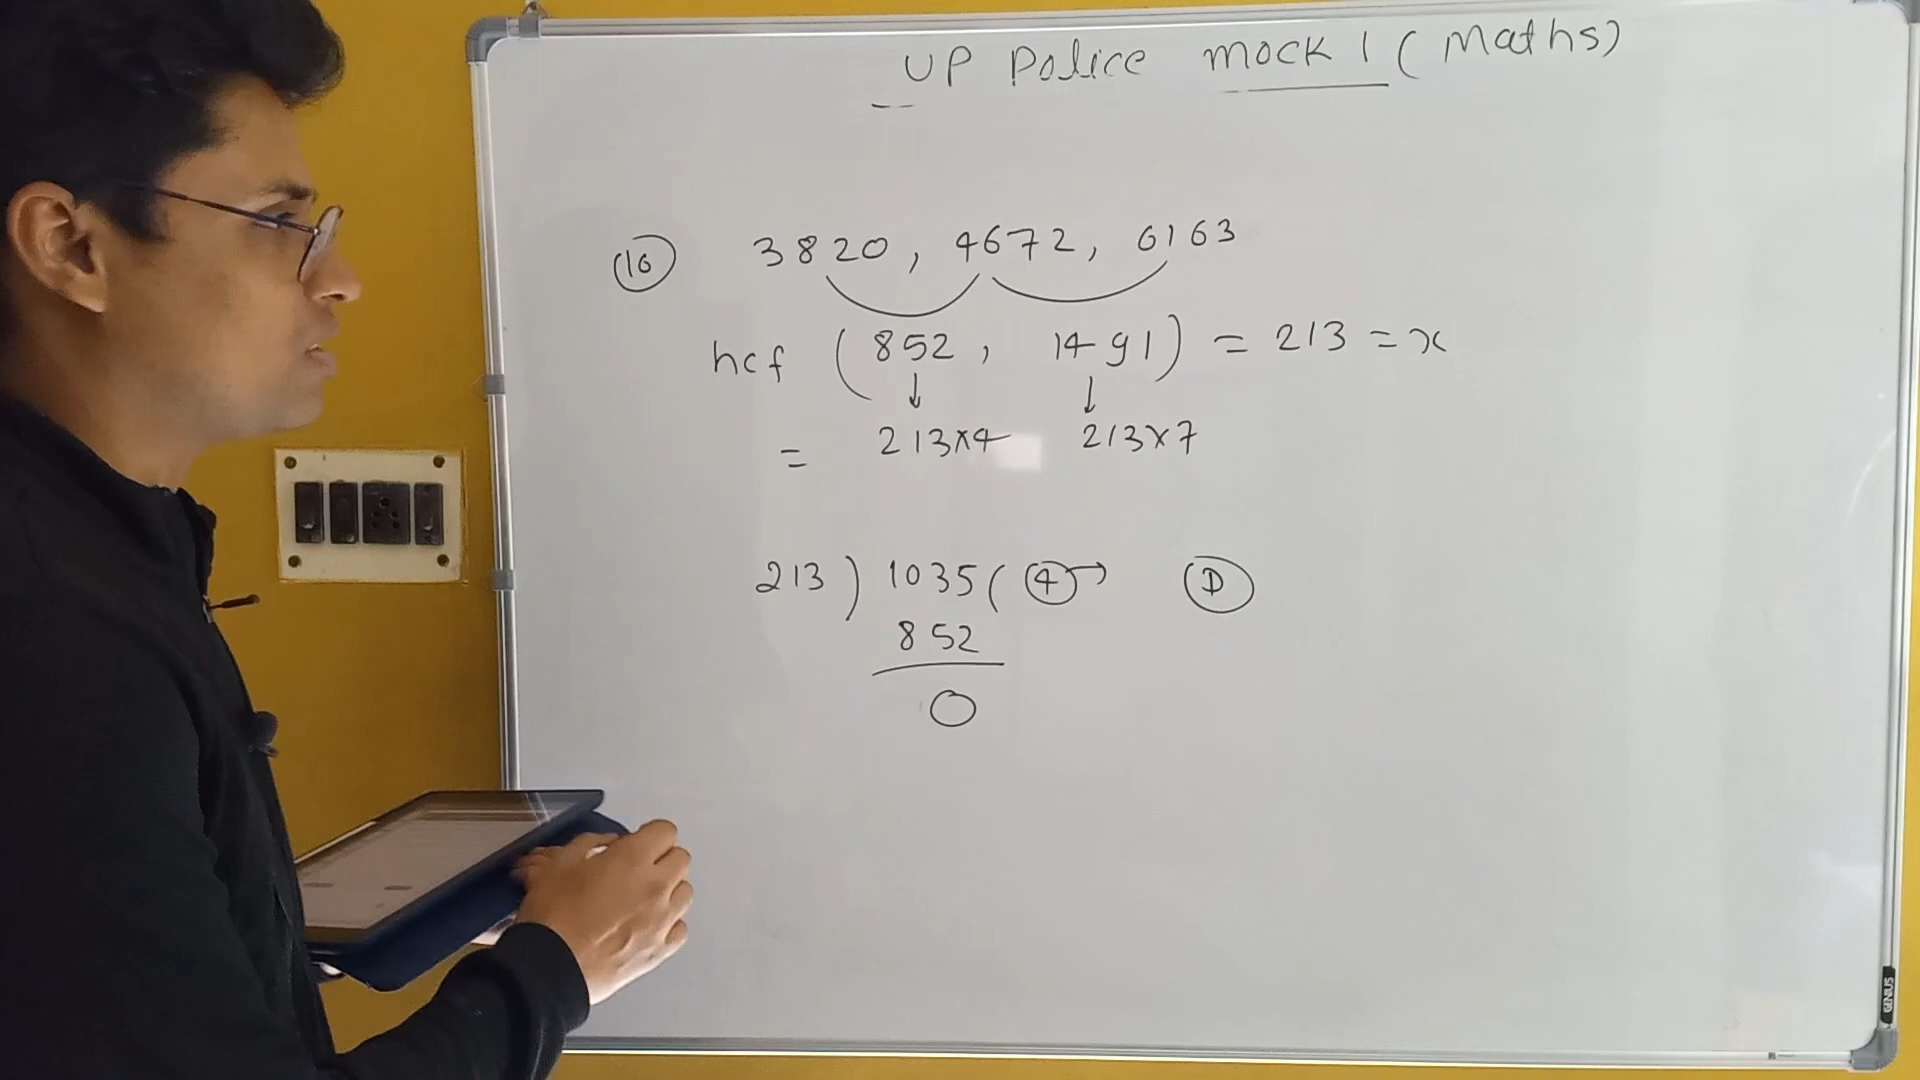 UP Police mock 1 (Maths)
(16) 3820, 4672, 6163
hcf (852, 1491) = 213 = x
↓ ↓
= 213×4 213×7
213 ) 1035 ( 4 → D
852
0
GENIUS